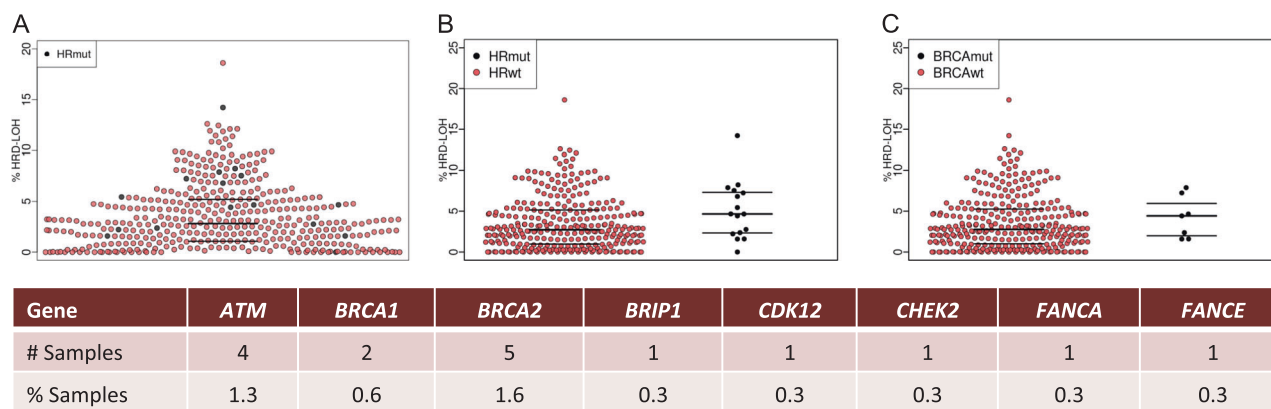 A
HRmut
% HRD-LOH
20
15
10
5
0
B
HRmut
HRwt
% HRD-LOH
25
20
15
10
5
0
C
BRCAmut
BRCAwt
% HRD-LOH
25
20
15
10
5
0
Gene ATM BRCA1 BRCA2 BRIP1 CDK12 CHEK2 FANCA FANCE
# Samples 4 2 5 1 1 1 1 1
% Samples 1.3 0.6 1.6 0.3 0.3 0.3 0.3 0.3